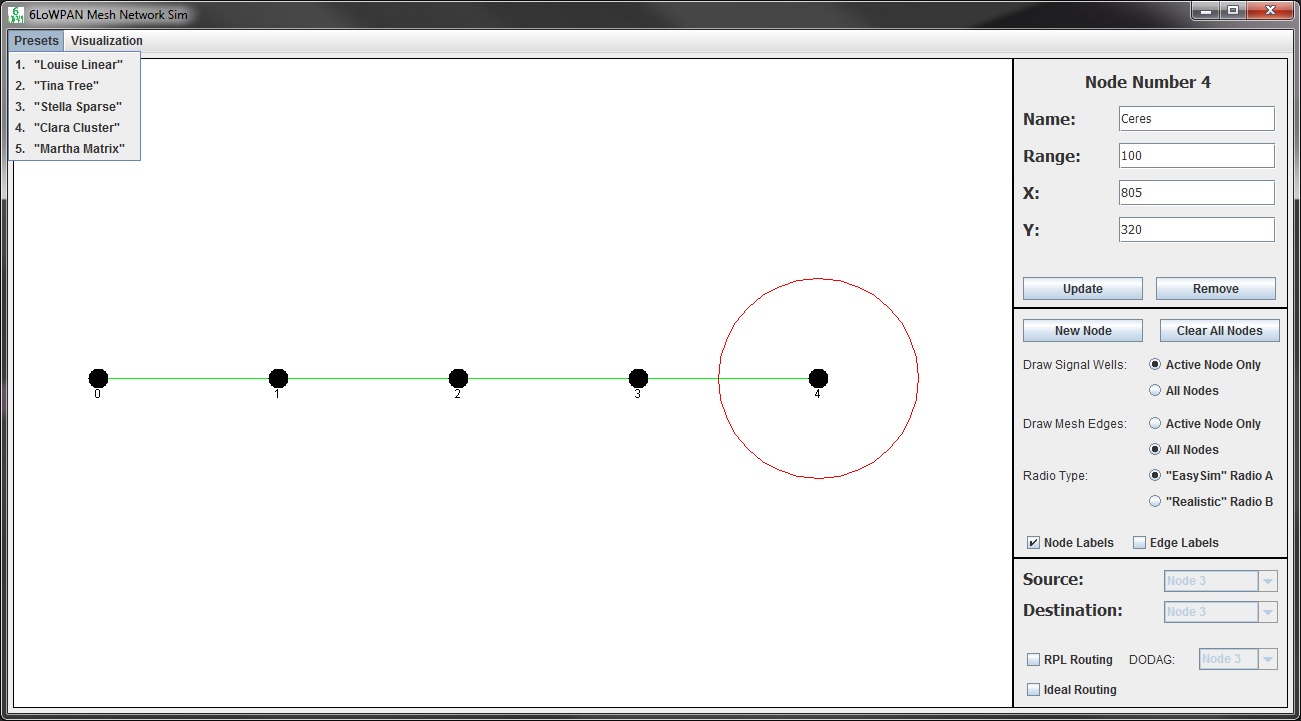 6LoWPAN Mesh Network Sim
Presets Visualization
1. "Louise Linear"
2. "Tina Tree"
3. "Stella Sparse"
4. "Clara Cluster"
5. "Martha Matrix"
0 1 2 3 4
Node Number 4
Name: Ceres
Range: 100
X: 805
Y: 320
Update Remove
New Node Clear All Nodes
Draw Signal Wells: Active Node Only
All Nodes
Draw Mesh Edges: Active Node Only
All Nodes
Radio Type: "EasySim" Radio A
"Realistic" Radio B
Node Labels Edge Labels
Source: Node 3
Destination: Node 3
RPL Routing DODAG: Node 3
Ideal Routing